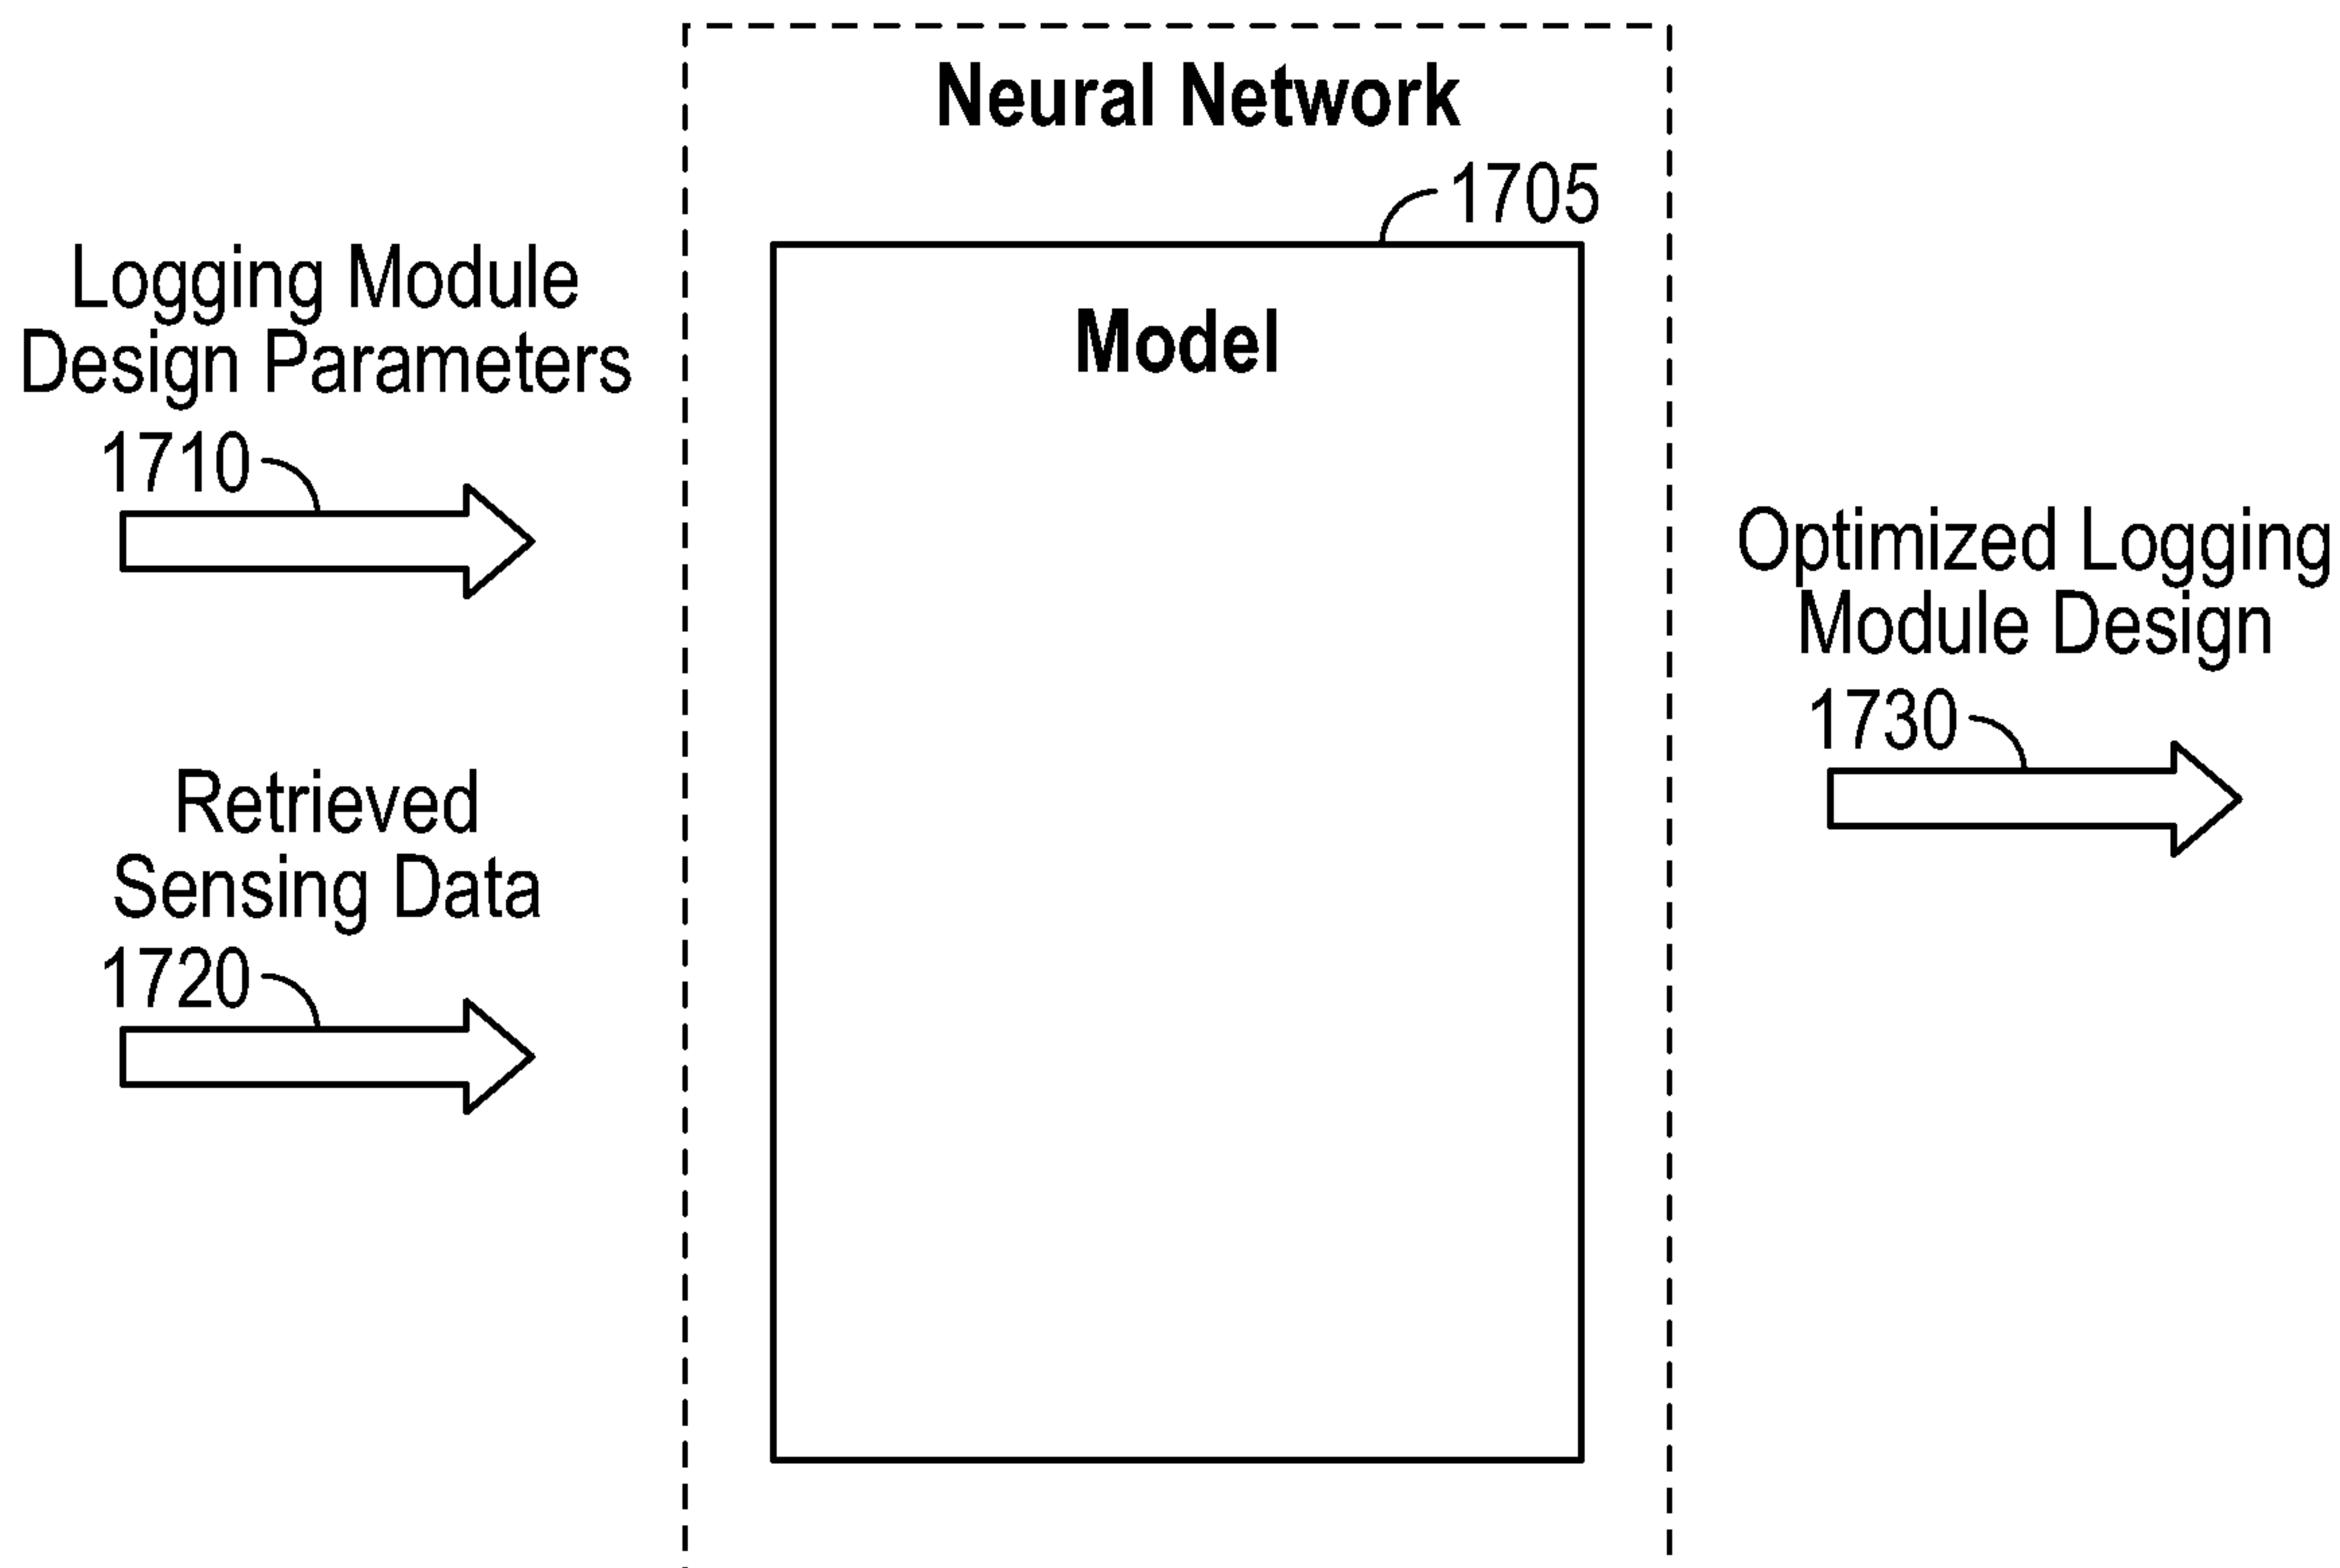 Neural Network
1705
Model
Logging Module
Design Parameters
1710
Retrieved
Sensing Data
1720
Optimized Logging
Module Design
1730